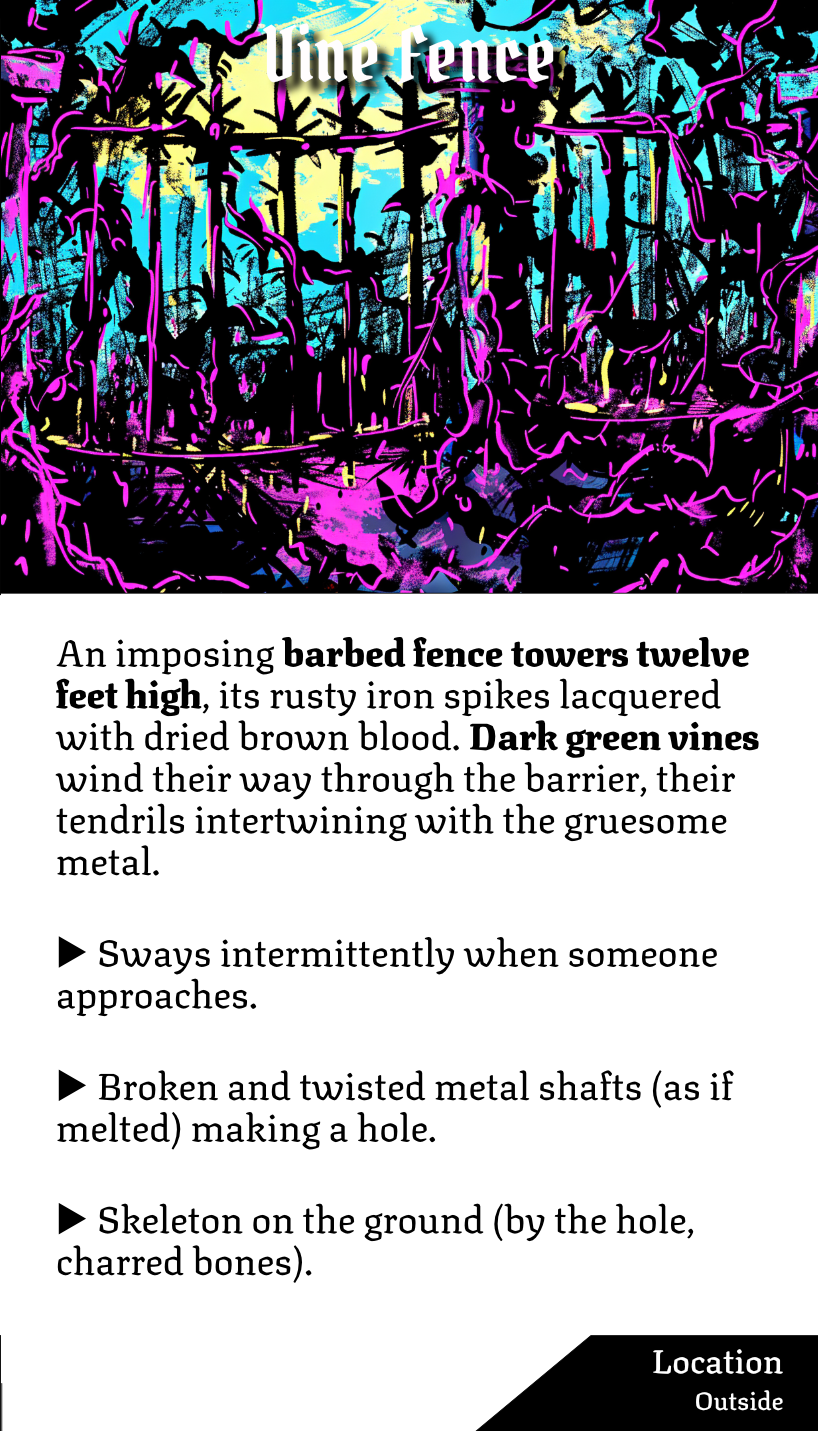 Vine Fence
An imposing barbed fence towers twelve
feet high, its rusty iron spikes lacquered
with dried brown blood. Dark green vines
wind their way through the barrier, their
tendrils intertwining with the gruesome
metal.
▶ Sways intermittently when someone
approaches.
▶ Broken and twisted metal shafts (as if
melted) making a hole.
▶ Skeleton on the ground (by the hole,
charred bones).
Location
Outside